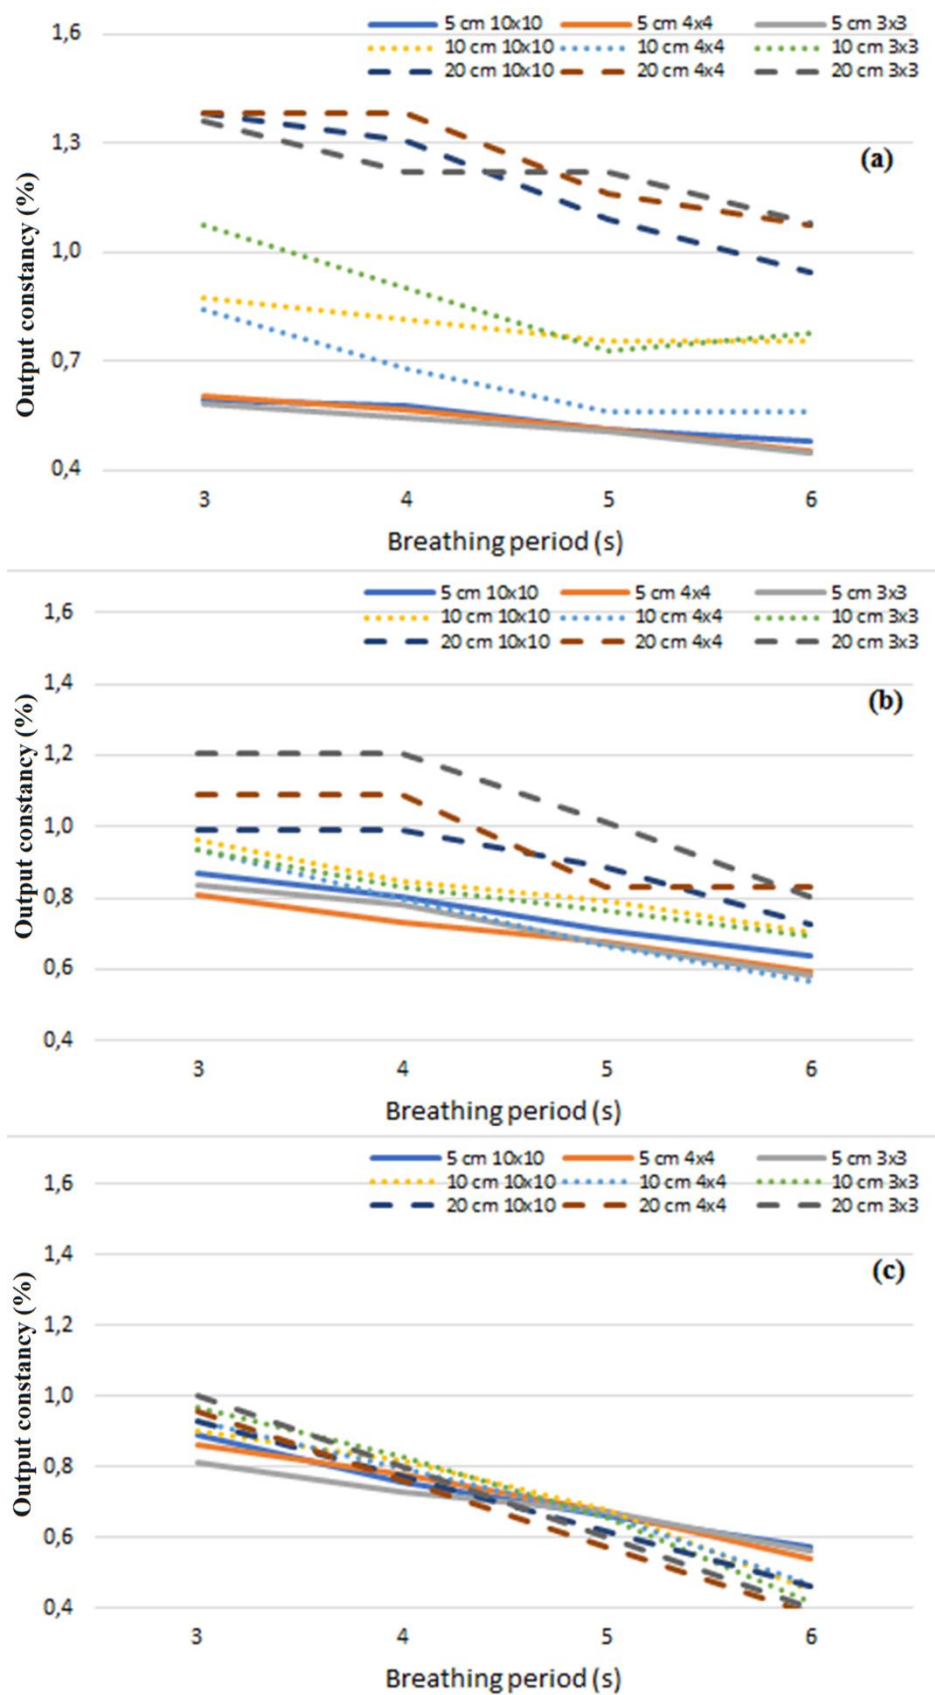 5 cm 10x10 5 cm 4x4 5 cm 3x3
10 cm 10x10 10 cm 4x4 10 cm 3x3
20 cm 10x10 20 cm 4x4 20 cm 3x3
1,6
1,3
1,0
0,7
0,4
Output constancy (%)
(a)
3 4 5 6
Breathing period (s)
5 cm 10x10 5 cm 4x4 5 cm 3x3
10 cm 10x10 10 cm 4x4 10 cm 3x3
20 cm 10x10 20 cm 4x4 20 cm 3x3
1,6
1,4
1,2
1,0
0,8
0,6
0,4
Output constancy (%)
(b)
3 4 5 6
Breathing period (s)
5 cm 10x10 5 cm 4x4 5 cm 3x3
10 cm 10x10 10 cm 4x4 10 cm 3x3
20 cm 10x10 20 cm 4x4 20 cm 3x3
1,6
1,4
1,2
1,0
0,8
0,6
0,4
Output constancy (%)
(c)
3 4 5 6
Breathing period (s)